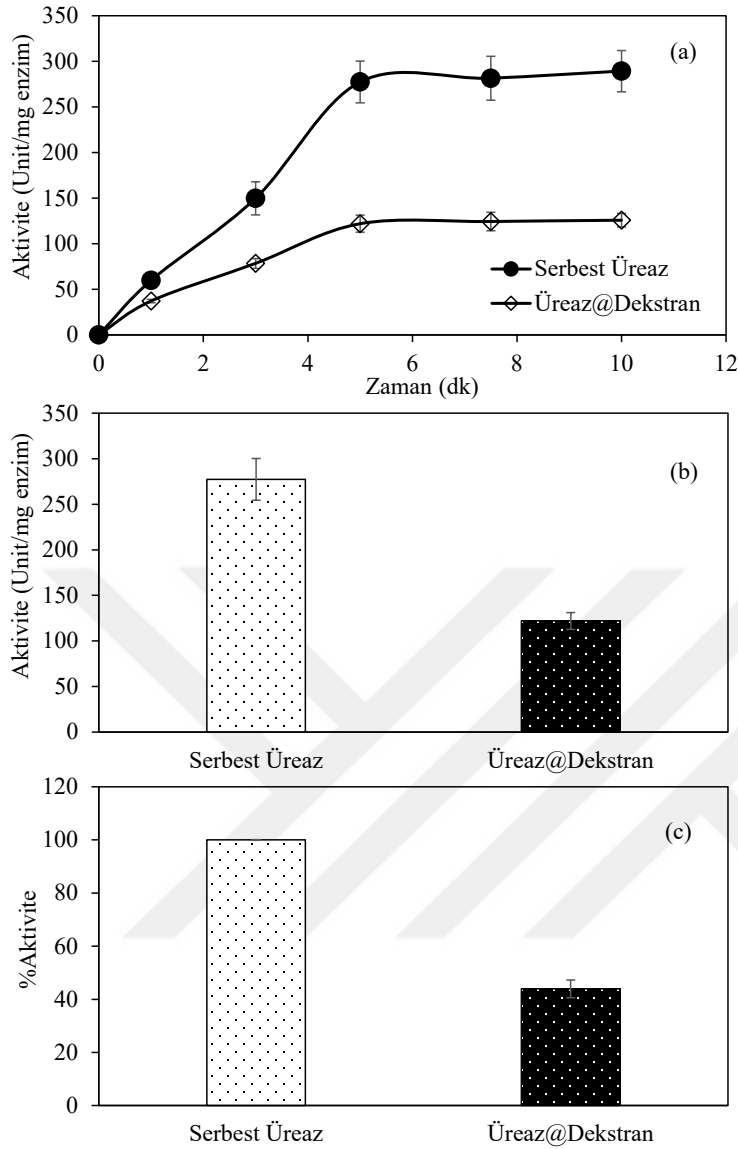 350
300
250
200
150
100
50
0
Aktivite (Unit/mg enzim)
(a)
Serbest Üreaz
Üreaz@Dekstran
0 2 4 6 8 10 12
Zaman (dk)
400
350
300
250
200
150
100
50
0
Aktivite (Unit/mg enzim)
(b)
Serbest Üreaz Üreaz@Dekstran
120
100
80
60
40
20
0
%Aktivite
(c)
Serbest Üreaz Üreaz@Dekstran